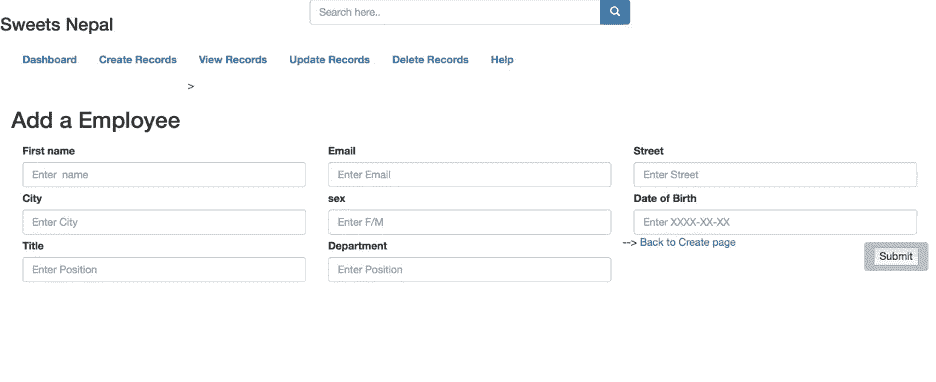 Search here..
Sweets Nepal
Dashboard Create Records View Records Update Records Delete Records Help
>
Add a Employee
First name Email Street
Enter name Enter Email Enter Street
City sex Date of Birth
Enter City Enter F/M Enter XXXX-XX-XX
Title Department --> Back to Create page
Enter Position Enter Position Submit